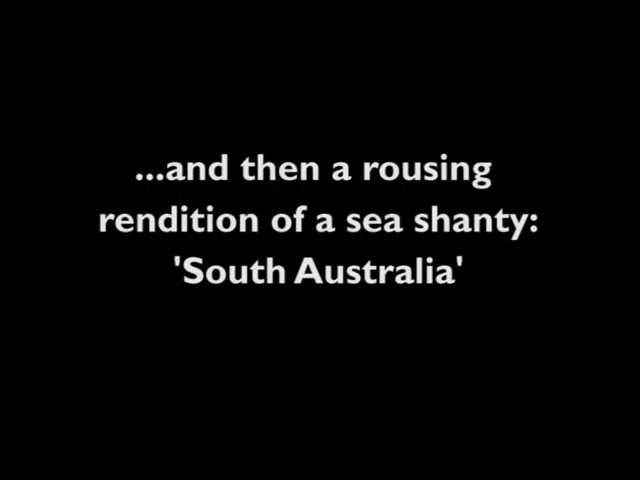 ...and then a rousing
rendition of a sea shanty:
'South Australia'